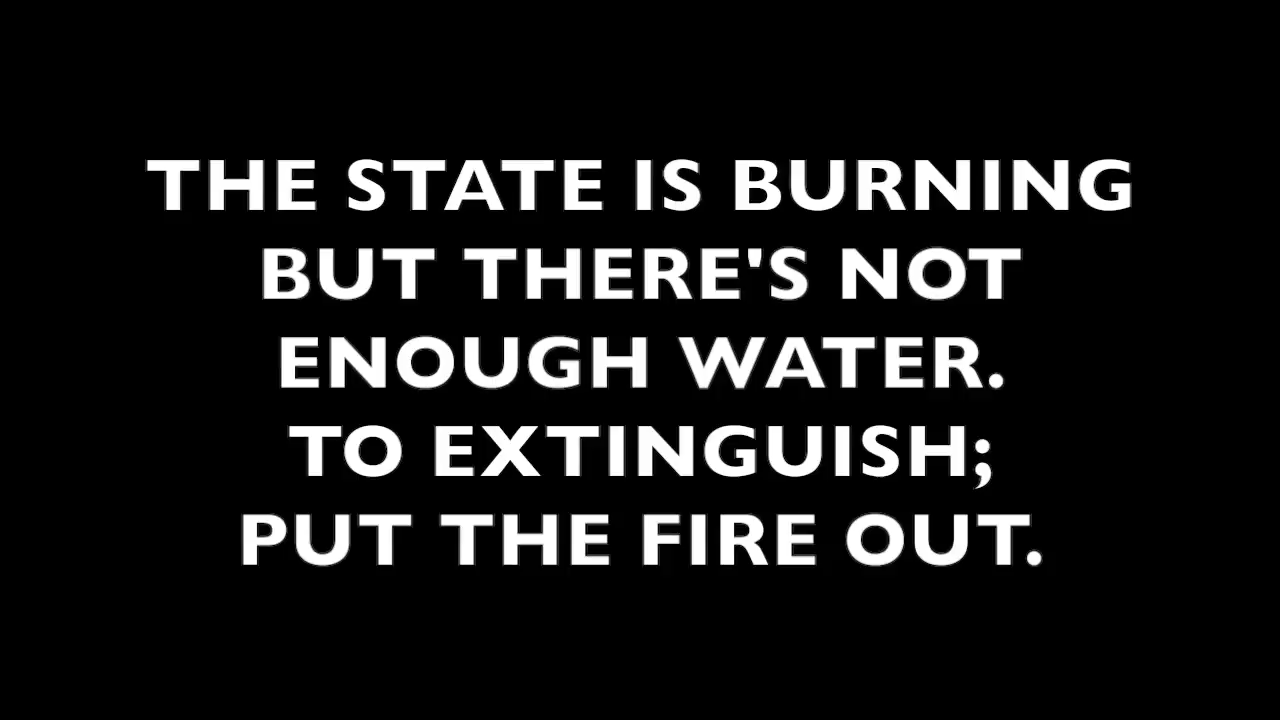 THE STATE IS BURNING
BUT THERE'S NOT
ENOUGH WATER.
TO EXTINGUISH;
PUT THE FIRE OUT.